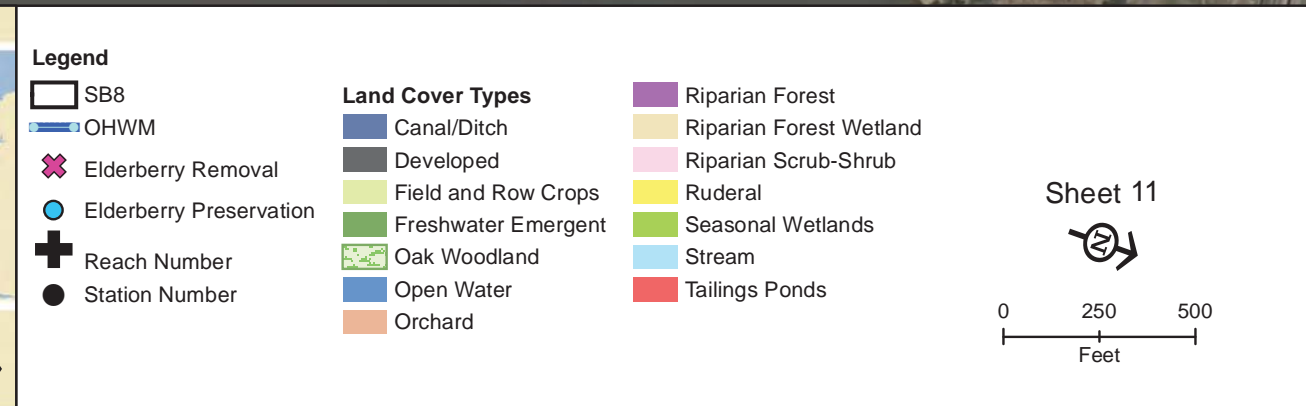 Legend
SB8
OHWM
Elderberry Removal
Elderberry Preservation
Reach Number
Station Number
Land Cover Types
Canal/Ditch
Developed
Field and Row Crops
Freshwater Emergent
Oak Woodland
Open Water
Orchard
Riparian Forest
Riparian Forest Wetland
Riparian Scrub-Shrub
Ruderal
Seasonal Wetlands
Stream
Tailings Ponds
Sheet 11
N
0 250 500
Feet